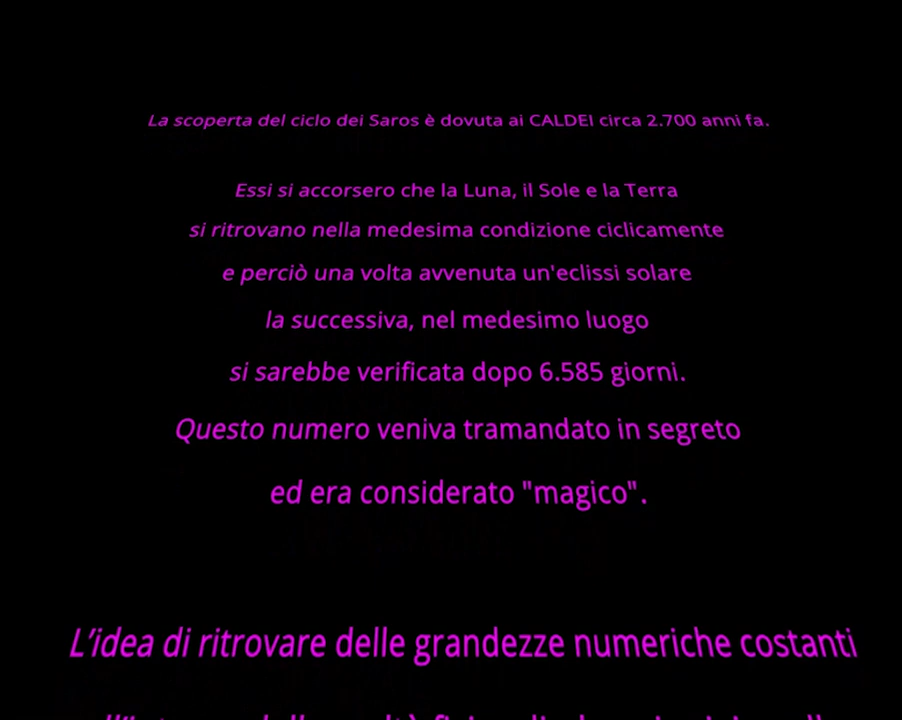 La scoperta del ciclo dei Saros è dovuta ai CALDEI circa 2.700 anni fa.
Essi si accorsero che la Luna, il Sole e la Terra
si ritrovano nella medesima condizione ciclicamente
e perciò una volta avvenuta un'eclissi solare
la successiva, nel medesimo luogo
si sarebbe verificata dopo 6.585 giorni.
Questo numero veniva tramandato in segreto
ed era considerato "magico".
L’idea di ritrovare delle grandezze numeriche costanti